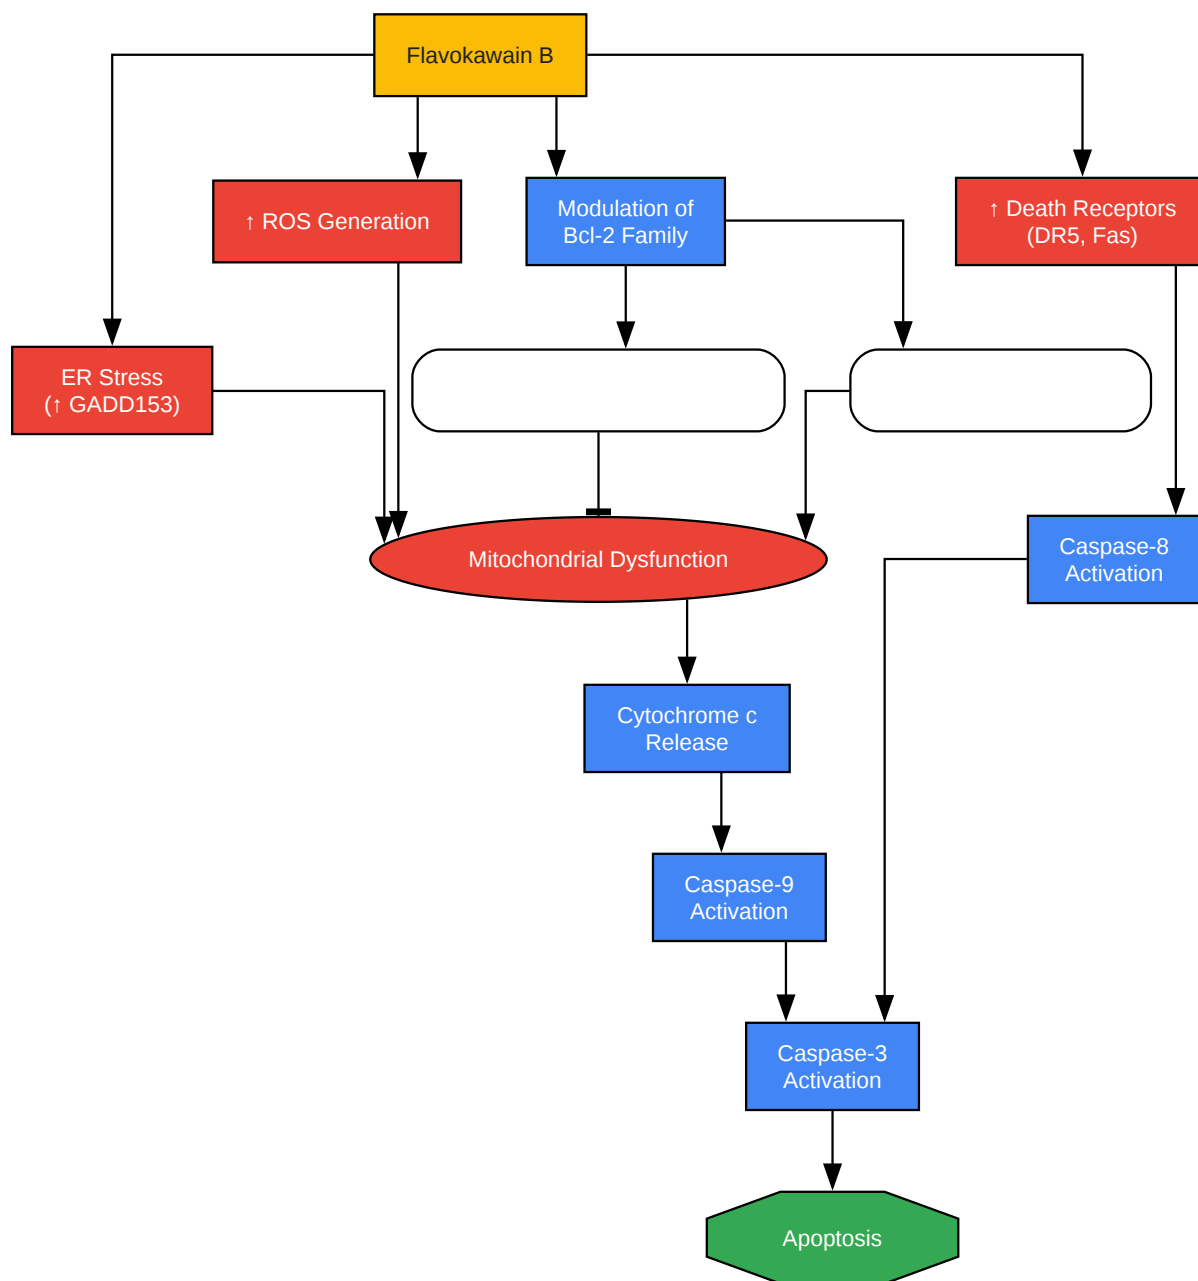 Flavokawain B
↑ ROS Generation
Modulation of
Bcl-2 Family
↑ Death Receptors
(DR5, Fas)
ER Stress
(↑ GADD153)
Mitochondrial Dysfunction
Caspase-8
Activation
Cytochrome c
Release
Caspase-9
Activation
Caspase-3
Activation
Apoptosis